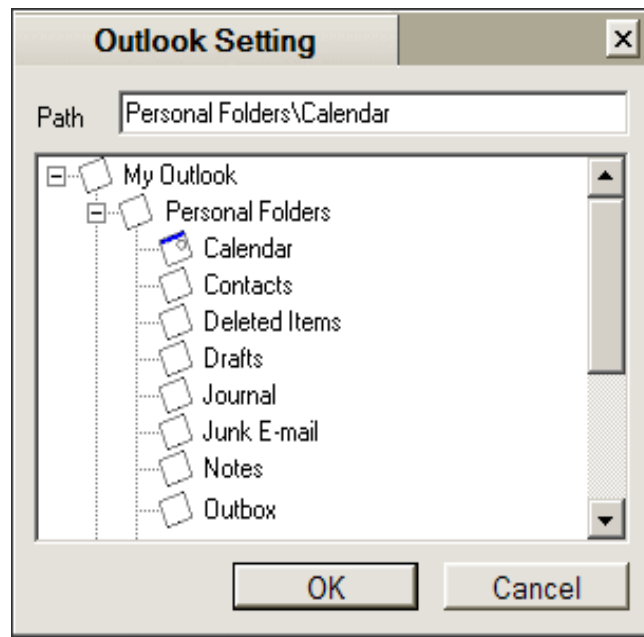 Outlook Setting
Path Personal Folders\Calendar
My Outlook
Personal Folders
Calendar
Contacts
Deleted Items
Drafts
Journal
Junk E-mail
Notes
Outbox
OK Cancel